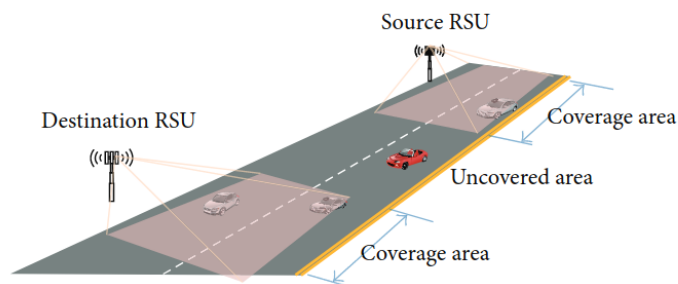 Source RSU
Coverage area
Destination RSU
Uncovered area
Coverage area